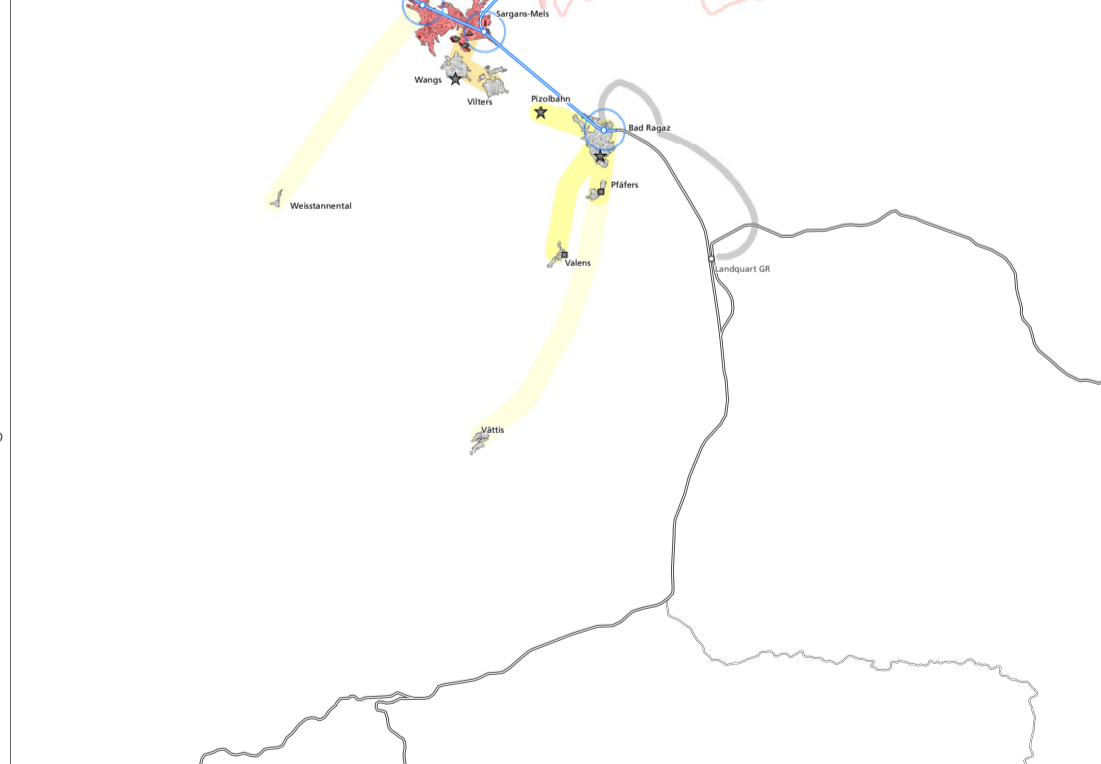 Sargans-Mels
Wangs
Vilters
Pizolbahn
Bad Ragaz
Pfäfers
Weisstannental
Valens
Landquart GR
Vättis